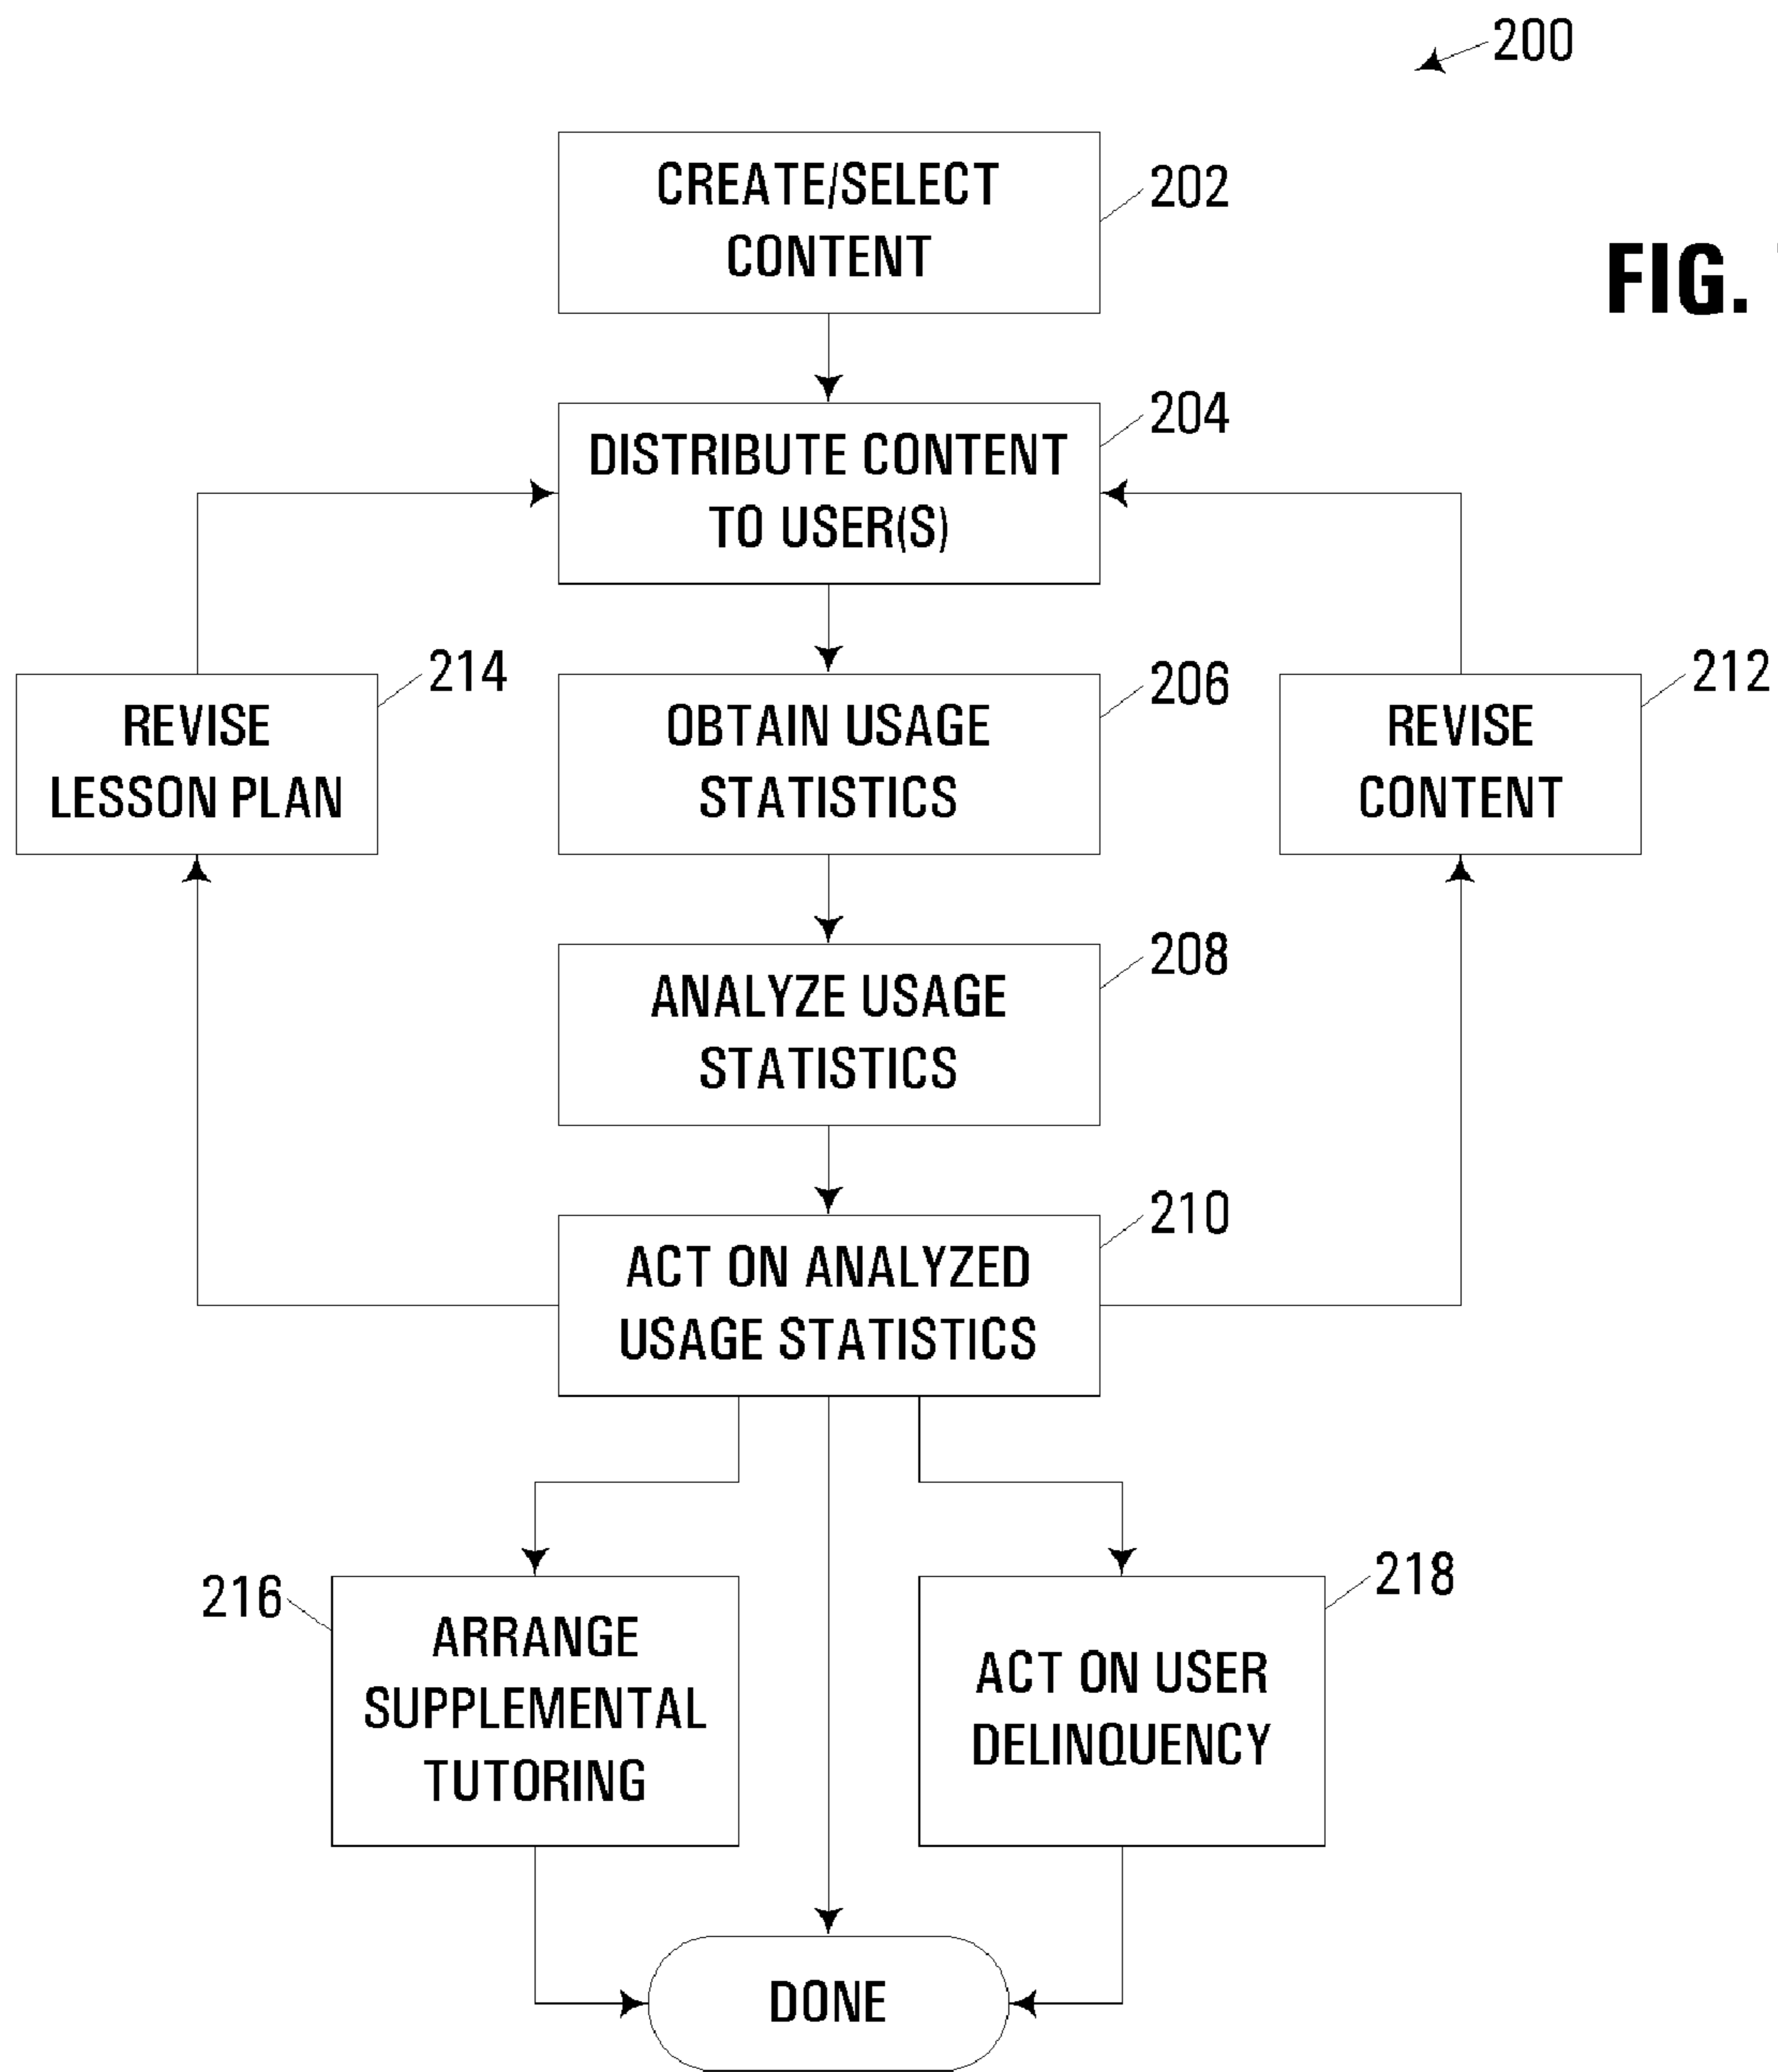 200
CREATE/SELECT
CONTENT
202
FIG.
DISTRIBUTE CONTENT
TO USER(S)
204
REVISE
LESSON PLAN
214
OBTAIN USAGE
STATISTICS
206
REVISE
CONTENT
212
ANALYZE USAGE
STATISTICS
208
ACT ON ANALYZED
USAGE STATISTICS
210
216
ARRANGE
SUPPLEMENTAL
TUTORING
ACT ON USER
DELINQUENCY
218
DONE